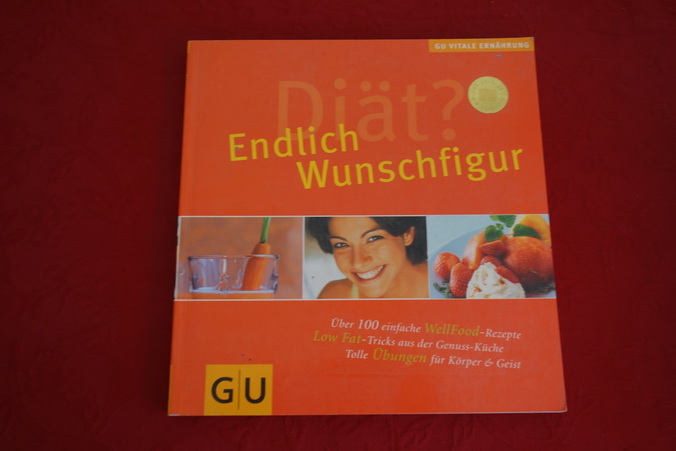 GU VITALE ERNÄHRUNG
Diät?
Endlich
Wunschfigur
Über 100 einfache WellFood-Rezepte
Low Fat-Tricks aus der Genuss-Küche
Tolle Übungen für Körper & Geist
G|U